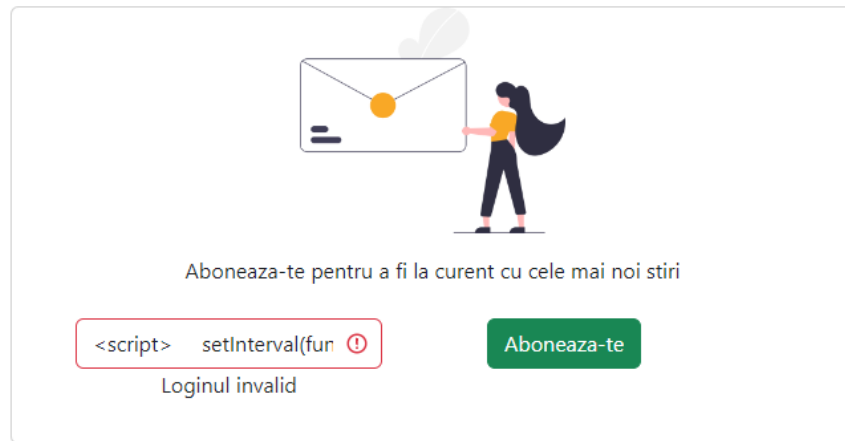 Aboneaza-te pentru a fi la curent cu cele mai noi stiri
<script> setInterval(fun
Aboneaza-te
Loginul invalid